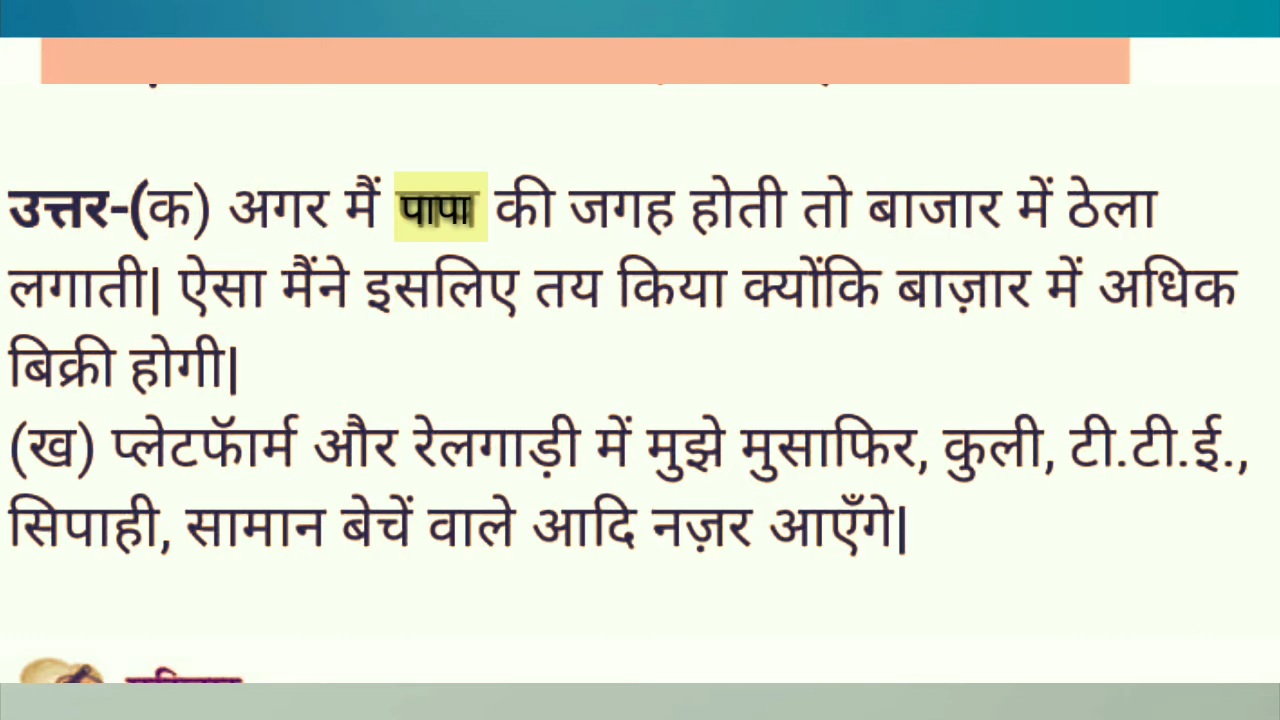 उत्तर-(क) अगर मैं पापा की जगह होती तो बाजार में ठेला
लगाती| ऐसा मैंने इसलिए तय किया क्योंकि बाज़ार में अधिक
बिक्री होगी|
(ख) प्लेटफॅार्म और रेलगाड़ी में मुझे मुसाफिर, कुली, टी.टी.ई.,
सिपाही, सामान बेचें वाले आदि नज़र आएँगे|